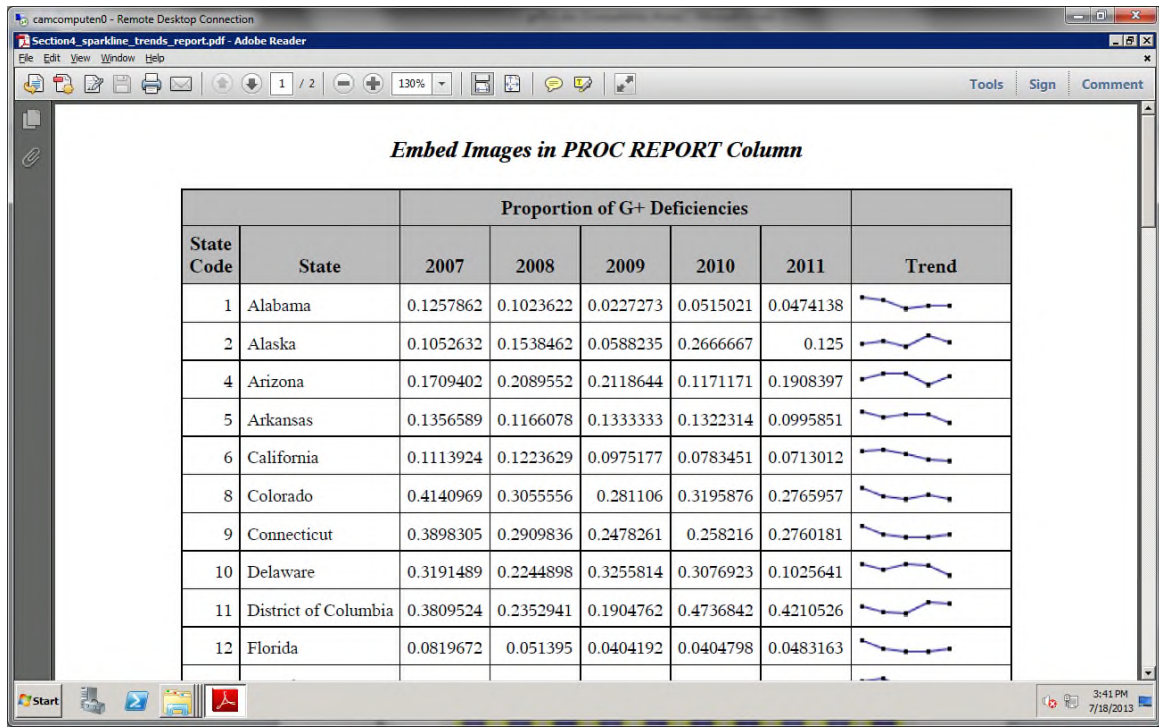 camcomputen0 - Remote Desktop Connection
Section4_sparkline_trends_report.pdf - Adobe Reader
File Edit View Window Help
1 / 2 130% Tools Sign Comment
Embed Images in PROC REPORT Column
Proportion of G+ Deficiencies
State Code State 2007 2008 2009 2010 2011 Trend
1 Alabama 0.1257862 0.1023622 0.0227273 0.0515021 0.0474138
2 Alaska 0.1052632 0.1538462 0.0588235 0.2666667 0.125
4 Arizona 0.1709402 0.2089552 0.2118644 0.1171171 0.1908397
5 Arkansas 0.1356589 0.1166078 0.1333333 0.1322314 0.0995851
6 California 0.1113924 0.1223629 0.0975177 0.0783451 0.0713012
8 Colorado 0.4140969 0.3055556 0.281106 0.3195876 0.2765957
9 Connecticut 0.3898305 0.2909836 0.2478261 0.258216 0.2760181
10 Delaware 0.3191489 0.2244898 0.3255814 0.3076923 0.1025641
11 District of Columbia 0.3809524 0.2352941 0.1904762 0.4736842 0.4210526
12 Florida 0.0819672 0.051395 0.0404192 0.0404798 0.0483163
Start 3:41 PM
7/18/2013